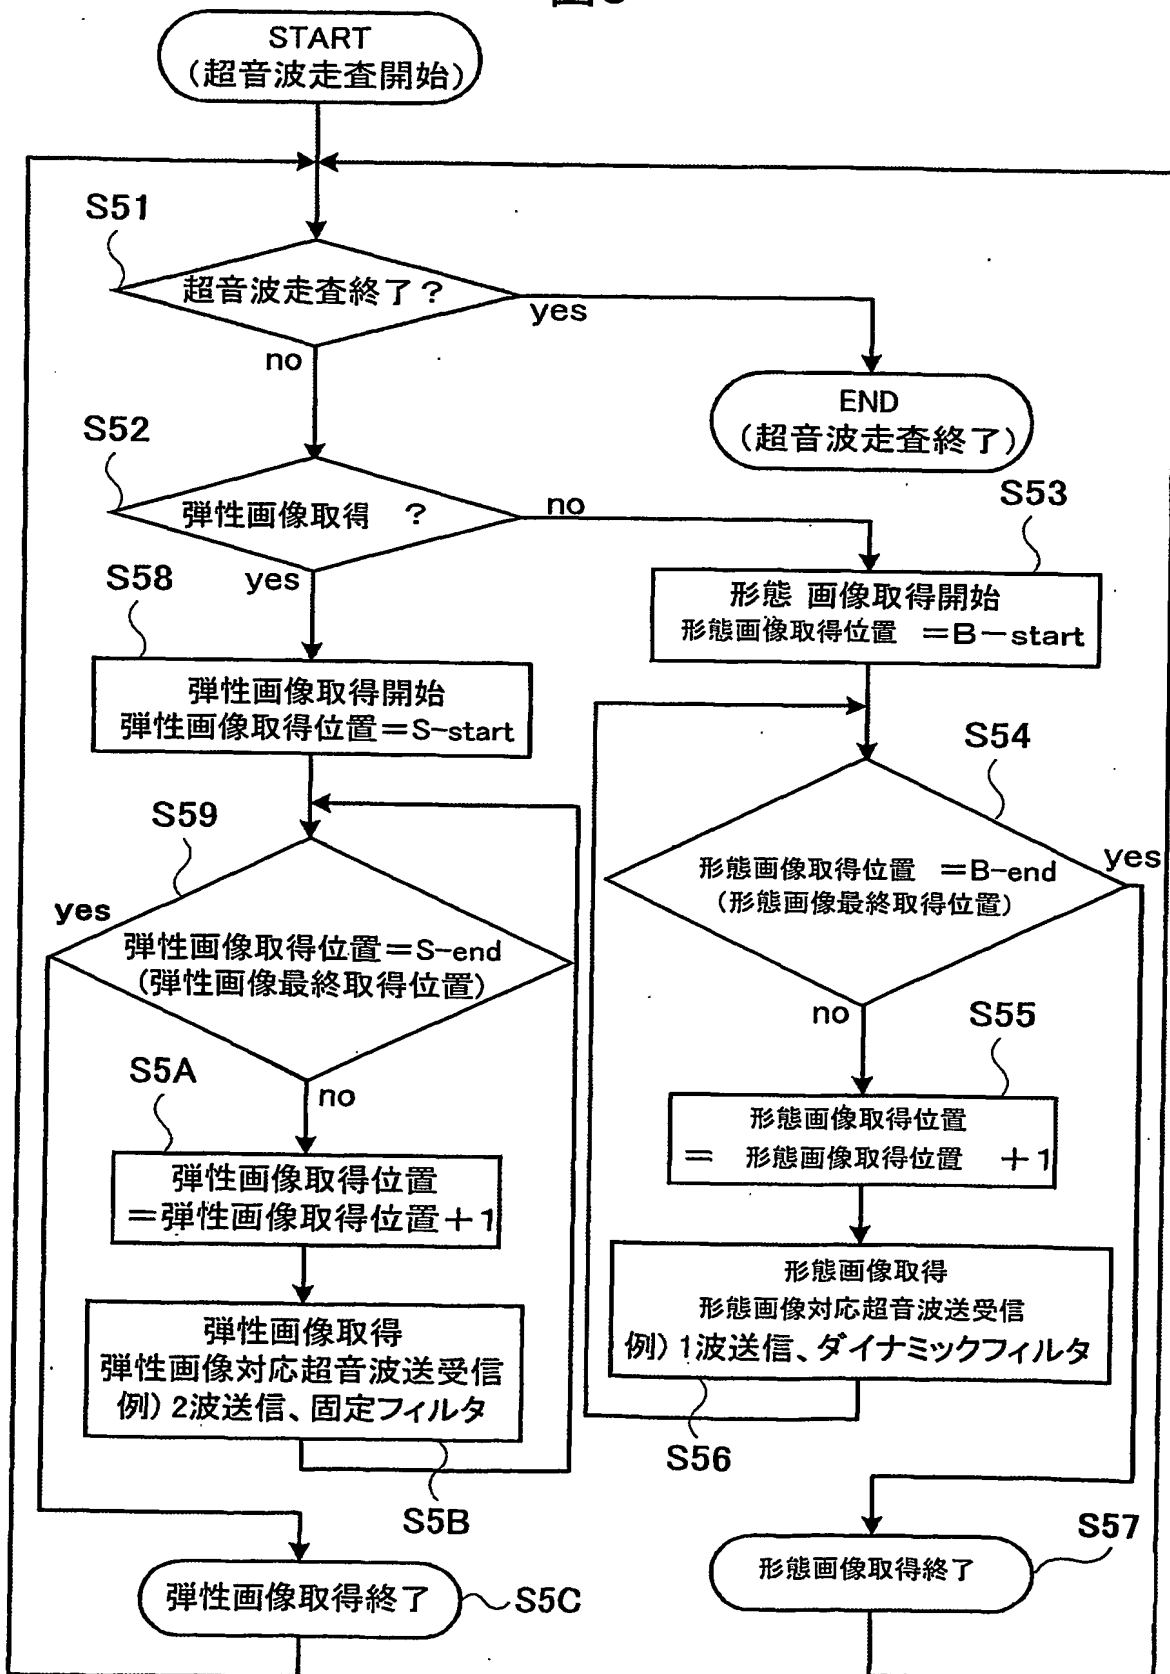 START
(超音波走査開始)
S51
超音波走査終了？
yes
no
END
(超音波走査終了)
S52
弾性画像取得 ？
no
yes
S53
形態 画像取得開始
形態画像取得位置 ＝B－start
S58
弾性画像取得開始
弾性画像取得位置＝S-start
S54
形態画像取得位置 ＝B-end
(形態画像最終取得位置)
yes
no
S59
yes
弾性画像取得位置＝S-end
(弾性画像最終取得位置)
no
S55
形態画像取得位置
＝ 形態画像取得位置 ＋1
S5A
弾性画像取得位置
＝弾性画像取得位置＋1
形態画像取得
形態画像対応超音波送受信
例) 1波送信、ダイナミックフィルタ
S56
弾性画像取得
弾性画像対応超音波送受信
例) 2波送信、固定フィルタ
S5B
弾性画像取得終了
S5C
形態画像取得終了
S57